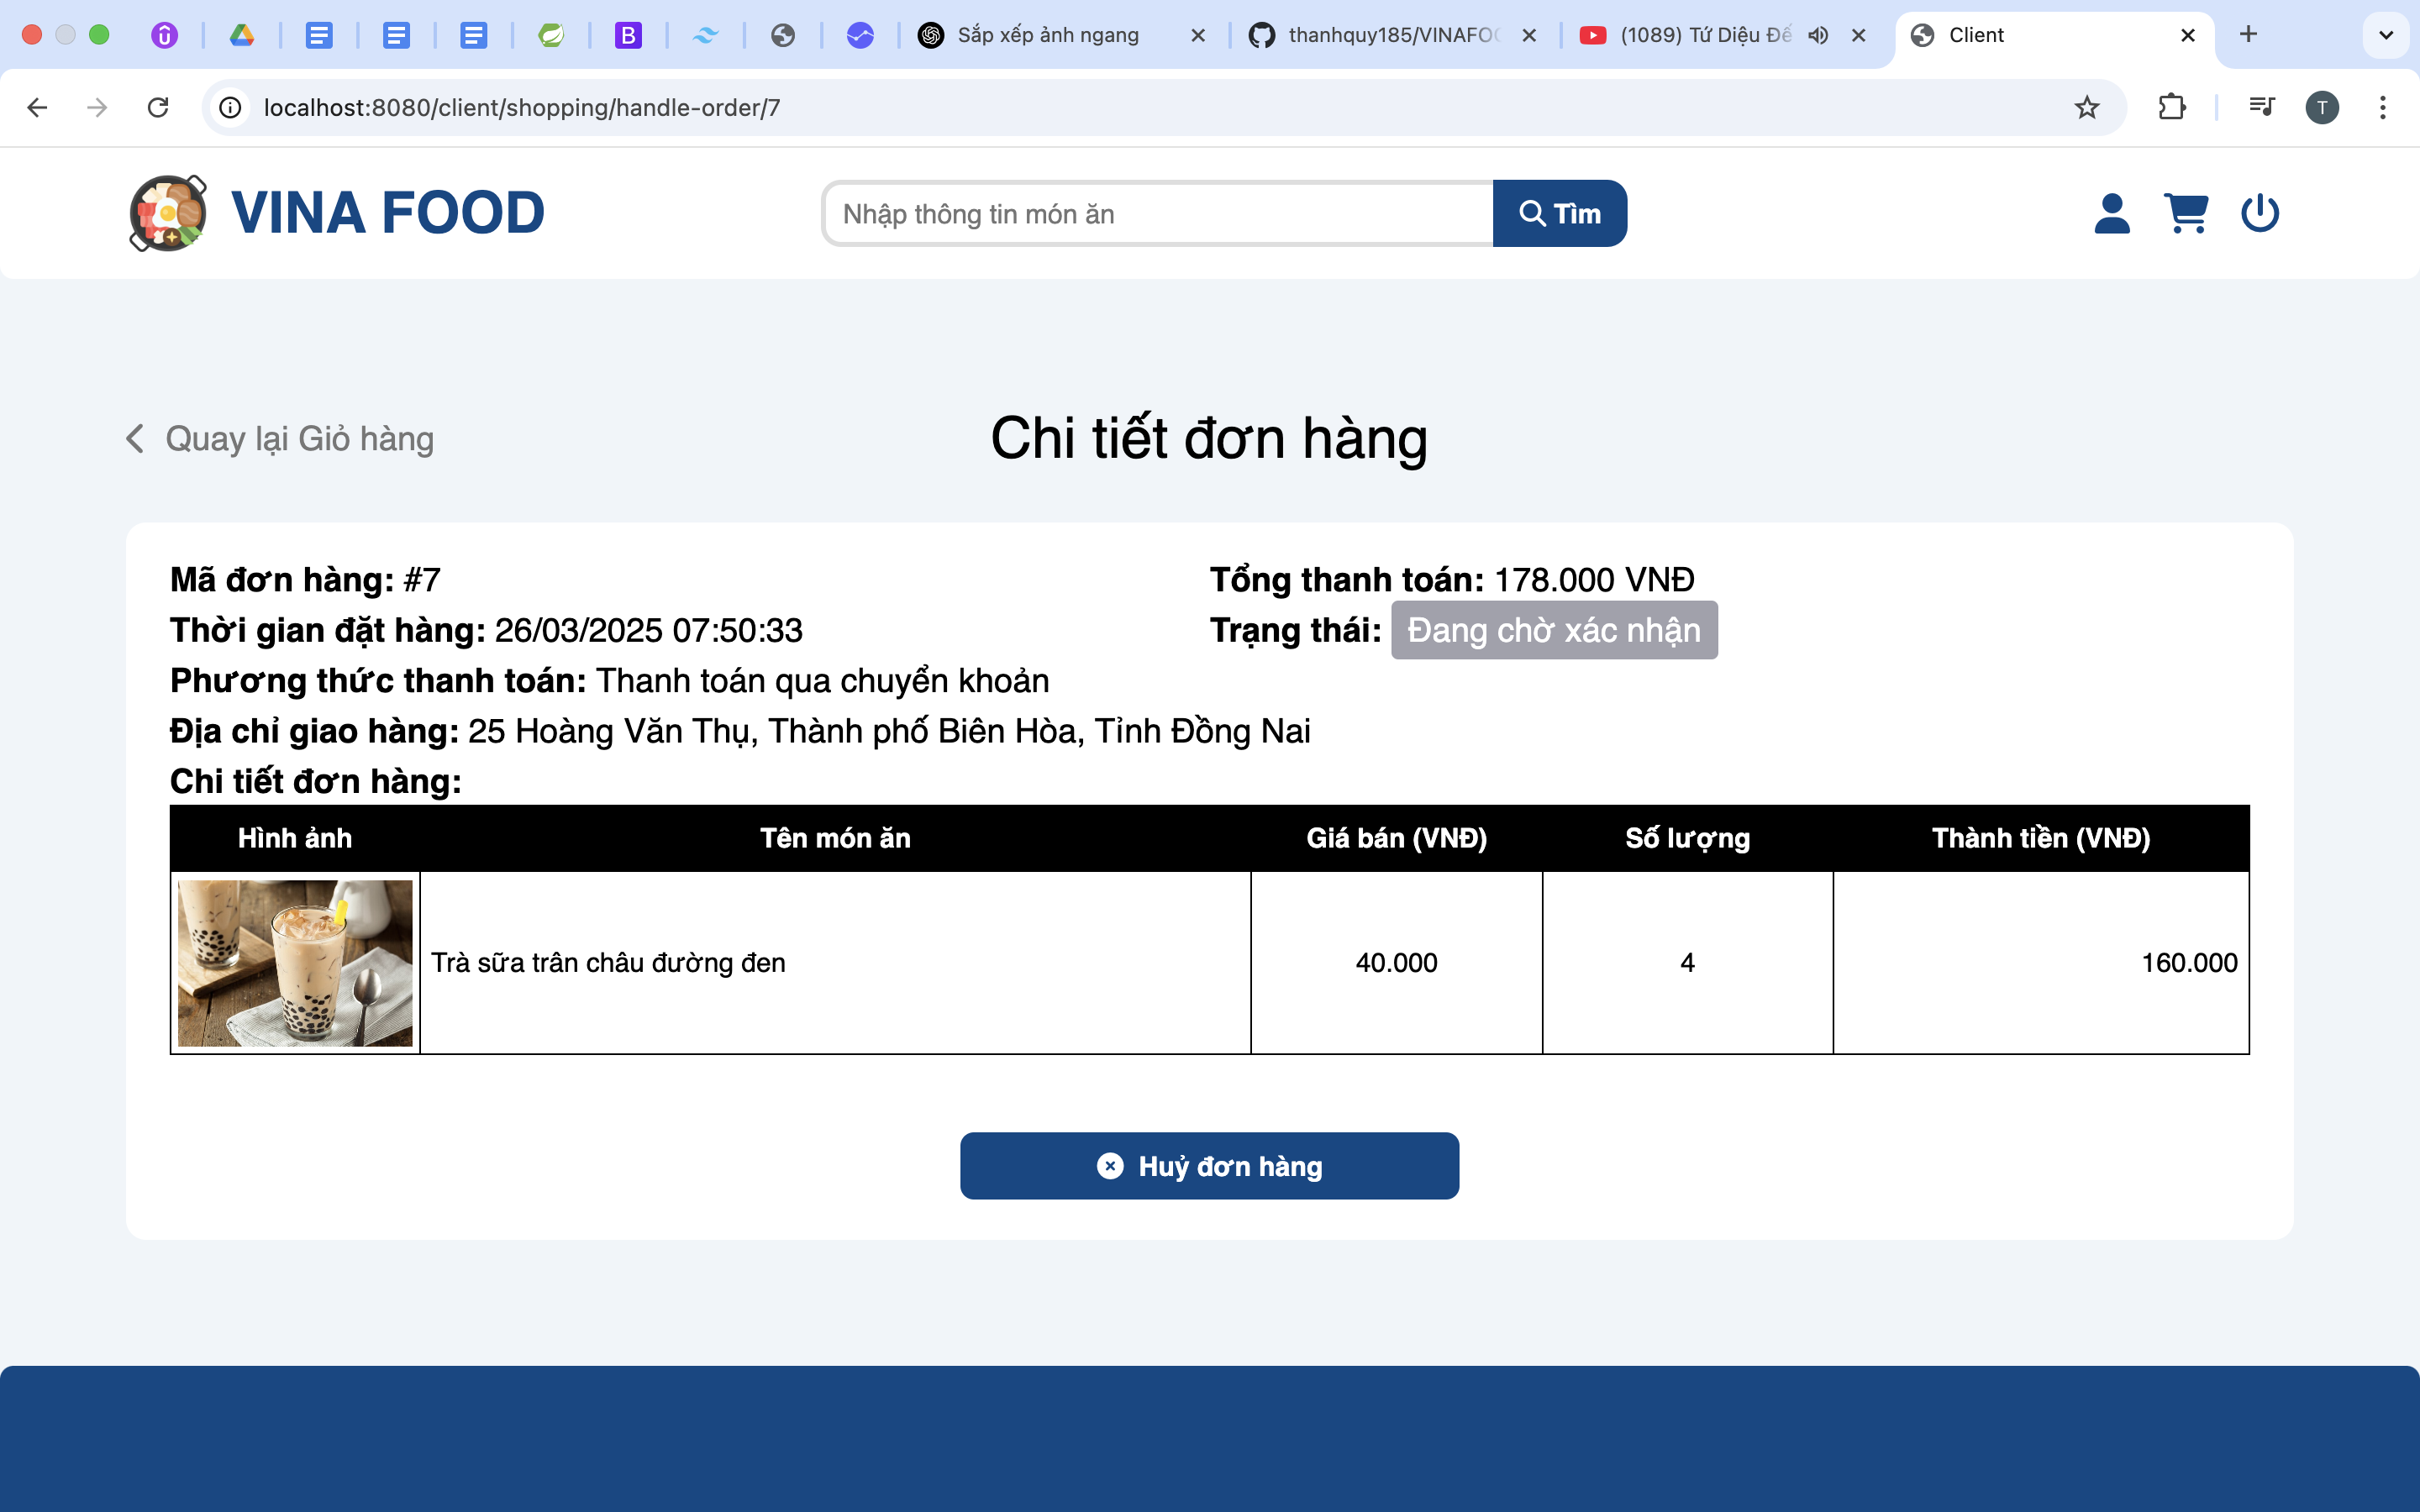 Sắp xếp ảnh ngang
thanhquy185/VINAFOO
(1089) Tứ Diệu Đế
Client
localhost:8080/client/shopping/handle-order/7
T
VINA FOOD
Nhập thông tin món ăn
Tìm
Quay lại Giỏ hàng
Chi tiết đơn hàng
Mã đơn hàng: #7
Tổng thanh toán: 178.000 VNĐ
Thời gian đặt hàng: 26/03/2025 07:50:33
Trạng thái: Đang chờ xác nhận
Phương thức thanh toán: Thanh toán qua chuyển khoản
Địa chỉ giao hàng: 25 Hoàng Văn Thụ, Thành phố Biên Hòa, Tỉnh Đồng Nai
Chi tiết đơn hàng:
Hình ảnh Tên món ăn Giá bán (VNĐ) Số lượng Thành tiền (VNĐ)
Trà sữa trân châu đường đen 40.000 4 160.000
Huỷ đơn hàng